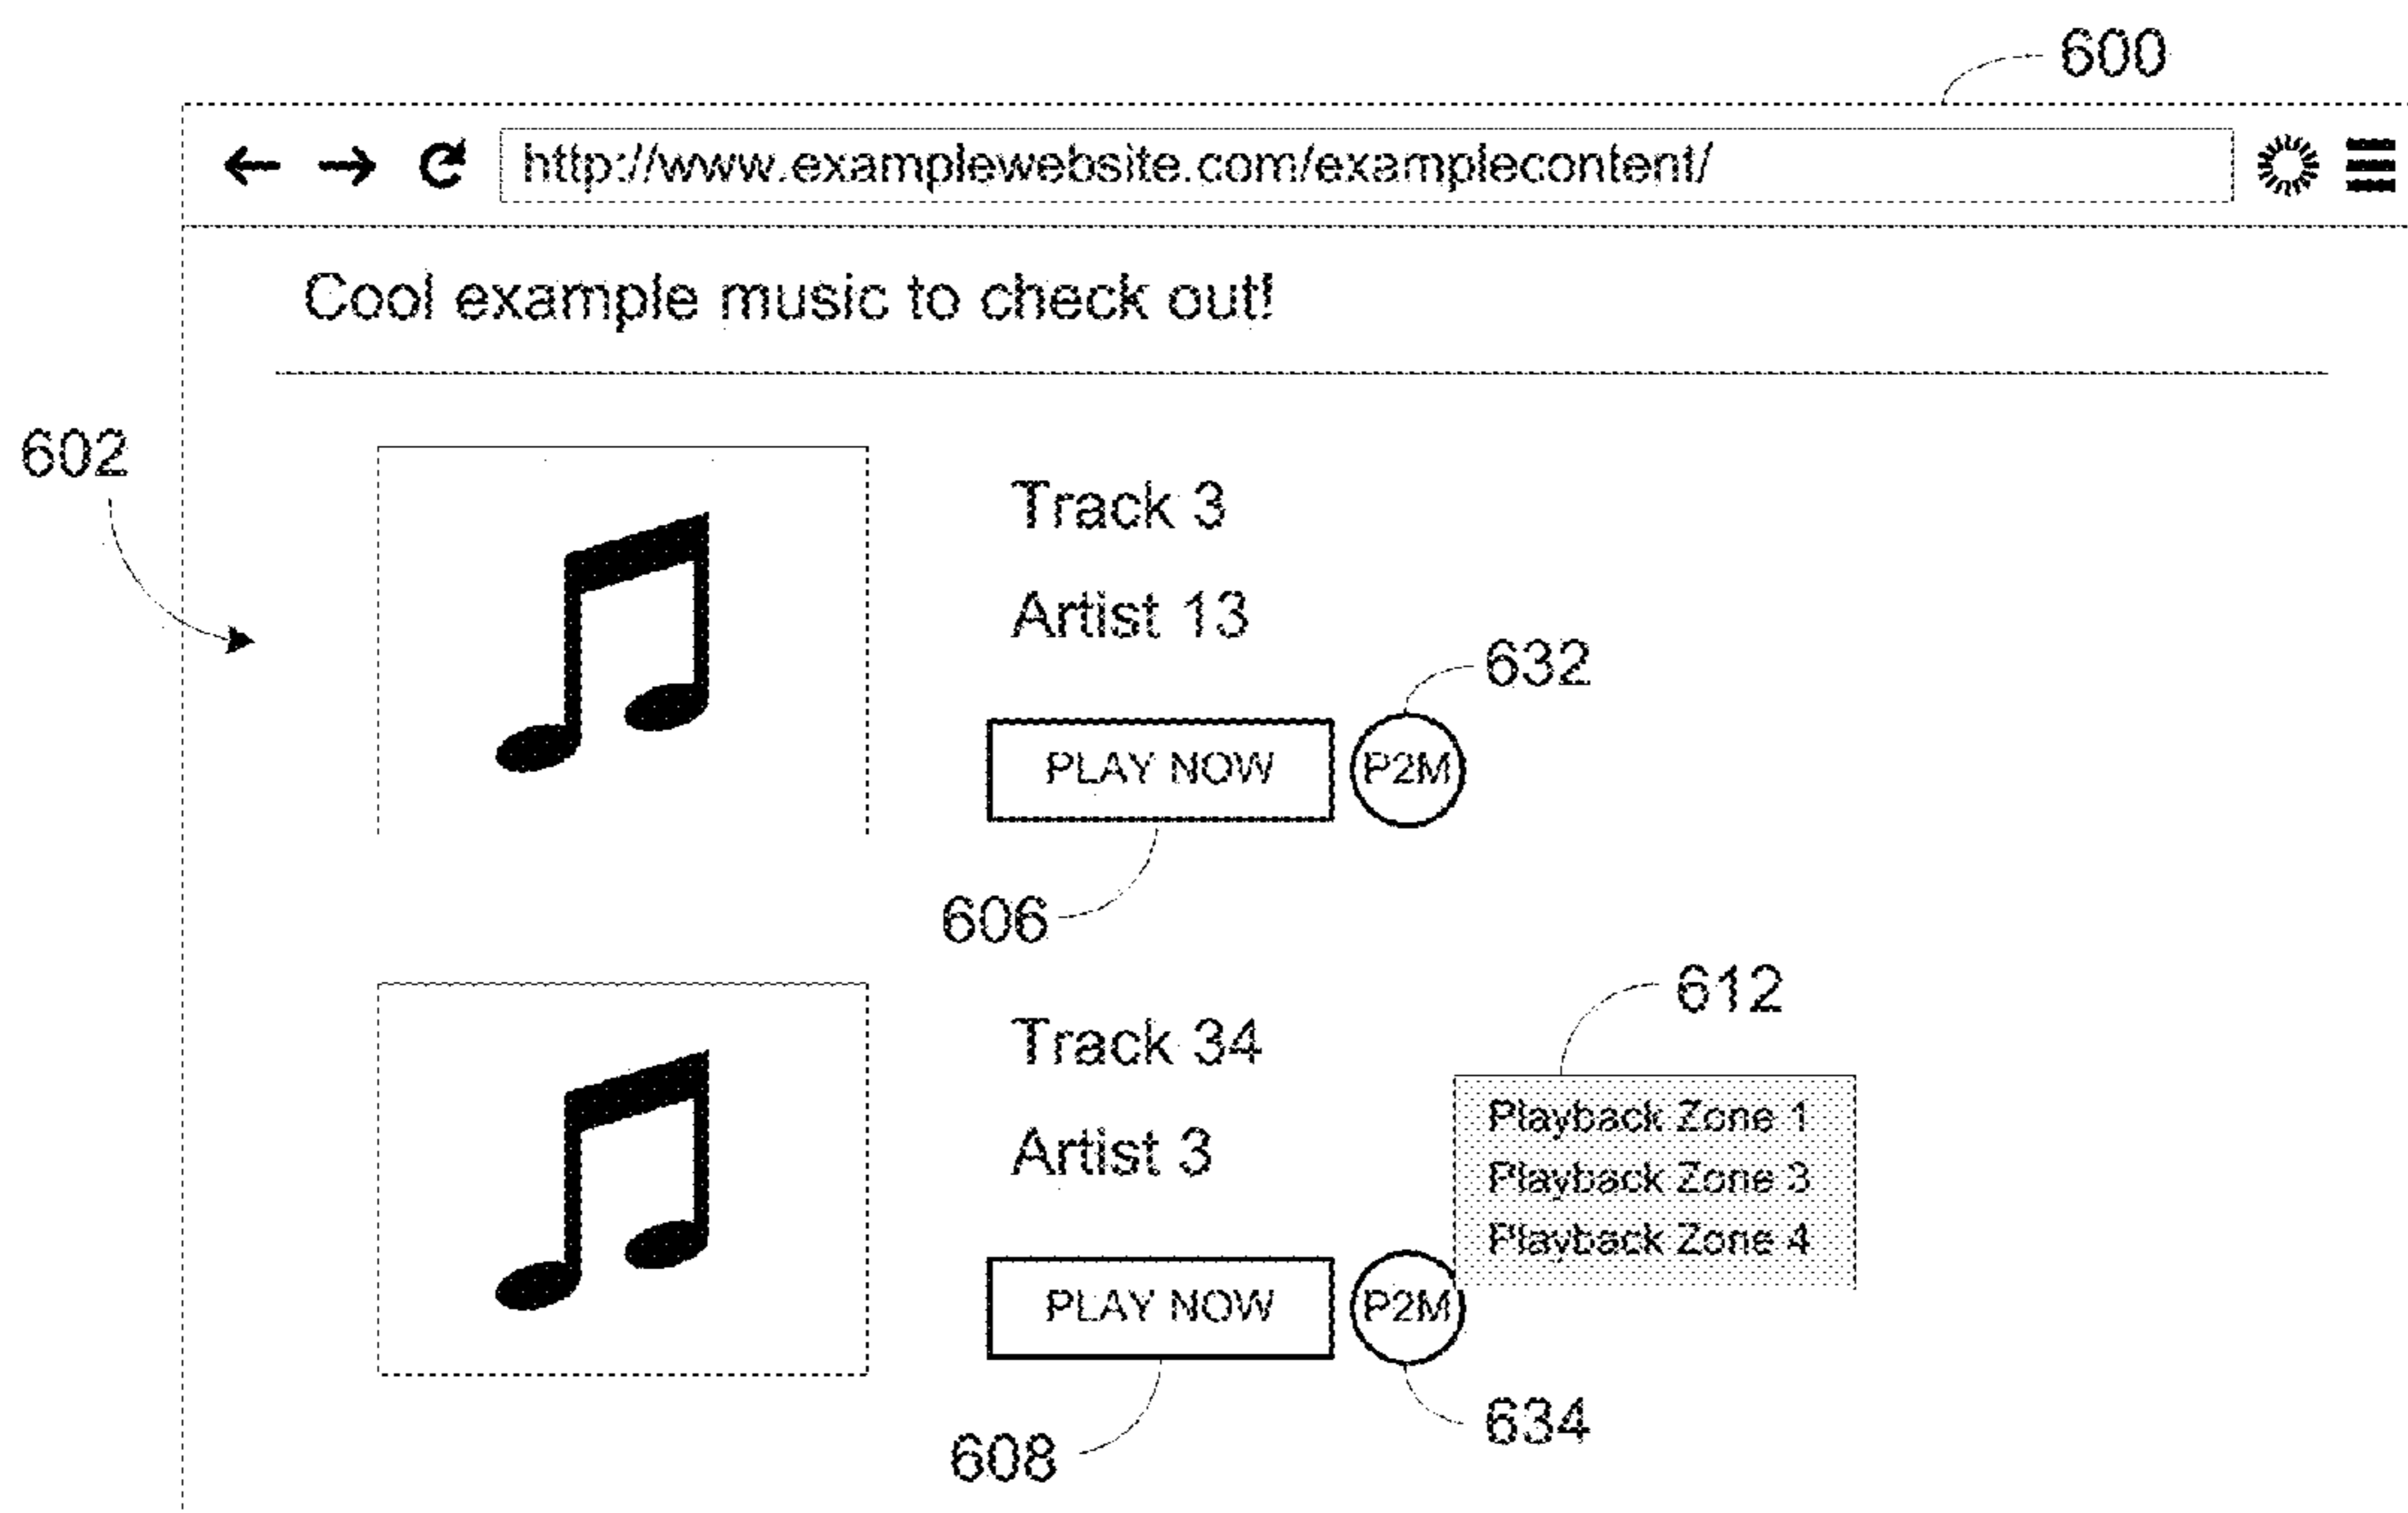 600
http://www.examplewebsite.com/examplecontent/
Cool example music to check out!
602
Track 3
Artist 13
632
PLAY NOW
P2M
606
612
Track 34
Playback Zone 1
Artist 3
Playback Zone 3
Playback Zone 4
PLAY NOW
P2M
634
608